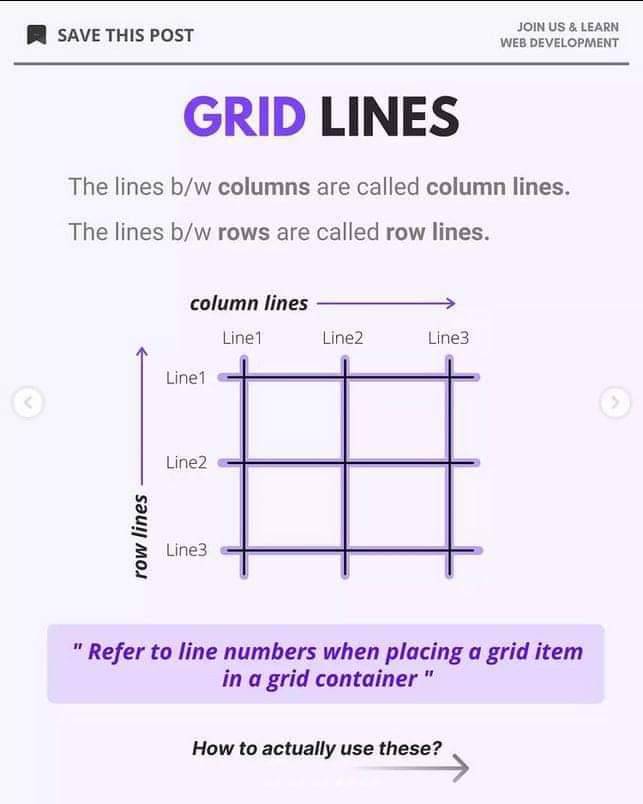 SAVE THIS POST
JOIN US & LEARN
WEB DEVELOPMENT
GRID LINES
The lines b/w columns are called column lines.
The lines b/w rows are called row lines.
column lines
Line1 Line2 Line3
Line1
Line2
row lines
Line3
" Refer to line numbers when placing a grid item
in a grid container "
How to actually use these?